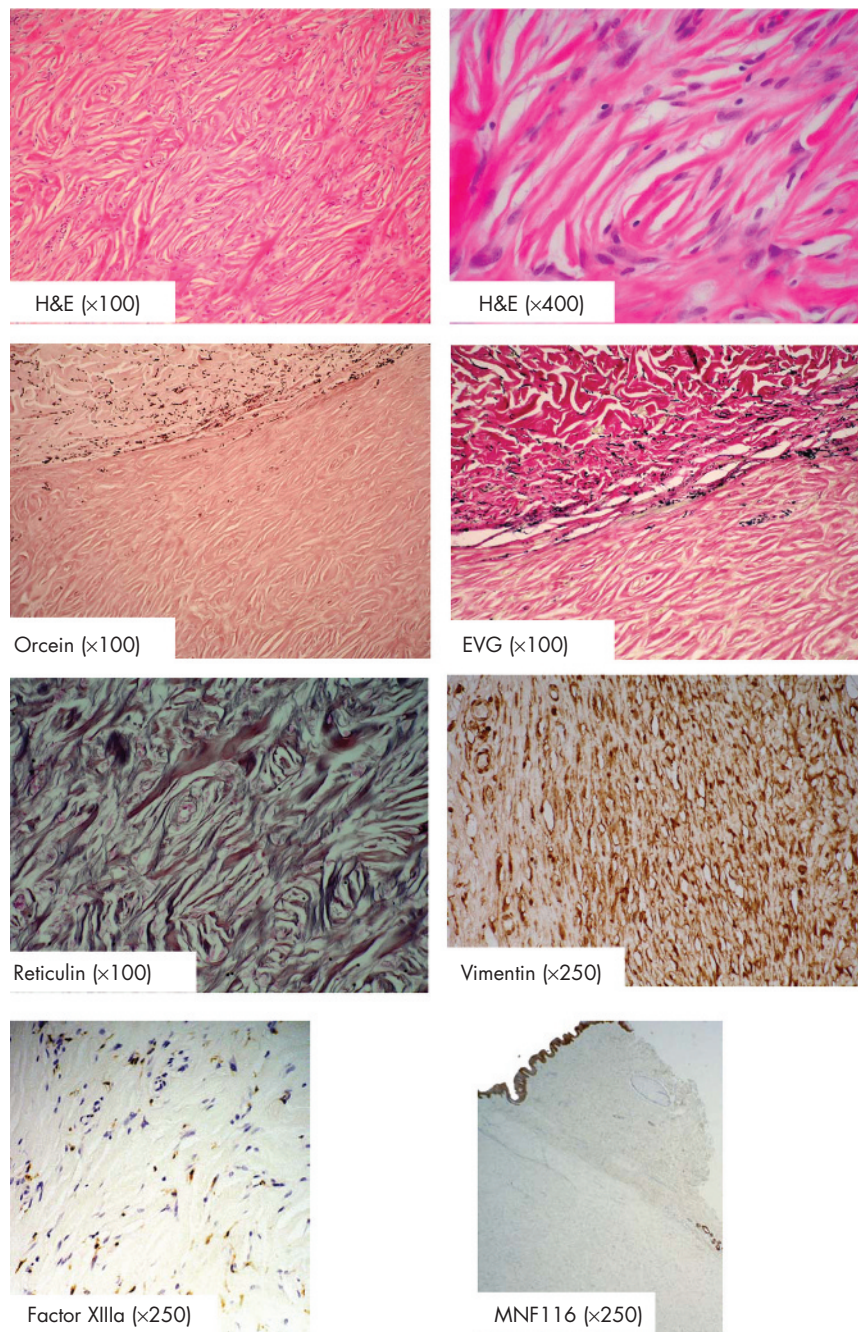 H&E (×100)
H&E (×400)
Orcein (×100)
EVG (×100)
Reticulin (×100)
Vimentin (×250)
Factor XIIIa (×250)
MNF116 (×250)